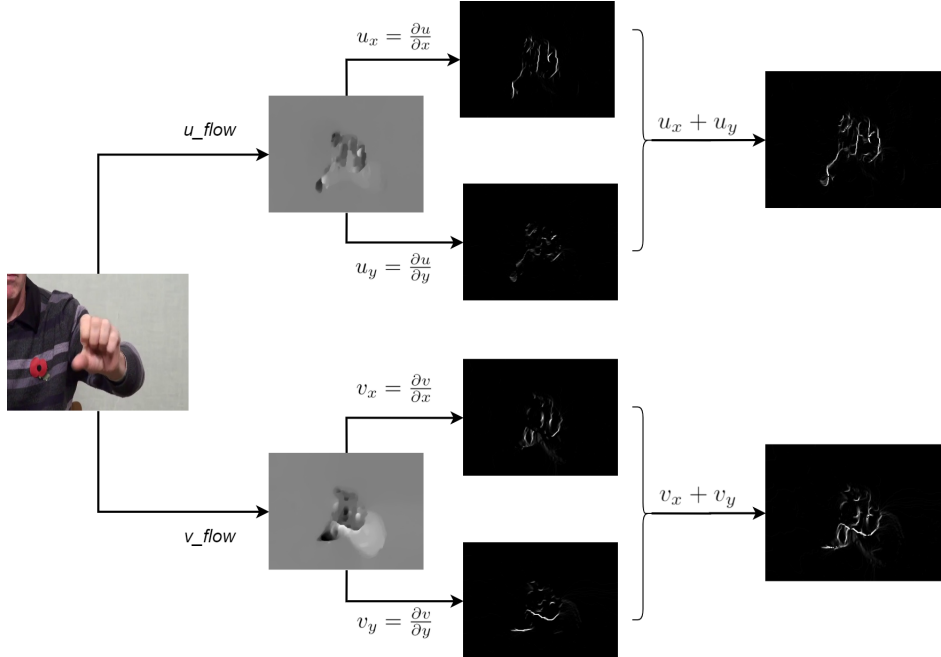 u_x = ∂u/∂x
u_flow
u_x + u_y
u_y = ∂u/∂y
v_x = ∂v/∂x
v_x + v_y
v_flow
v_y = ∂v/∂y